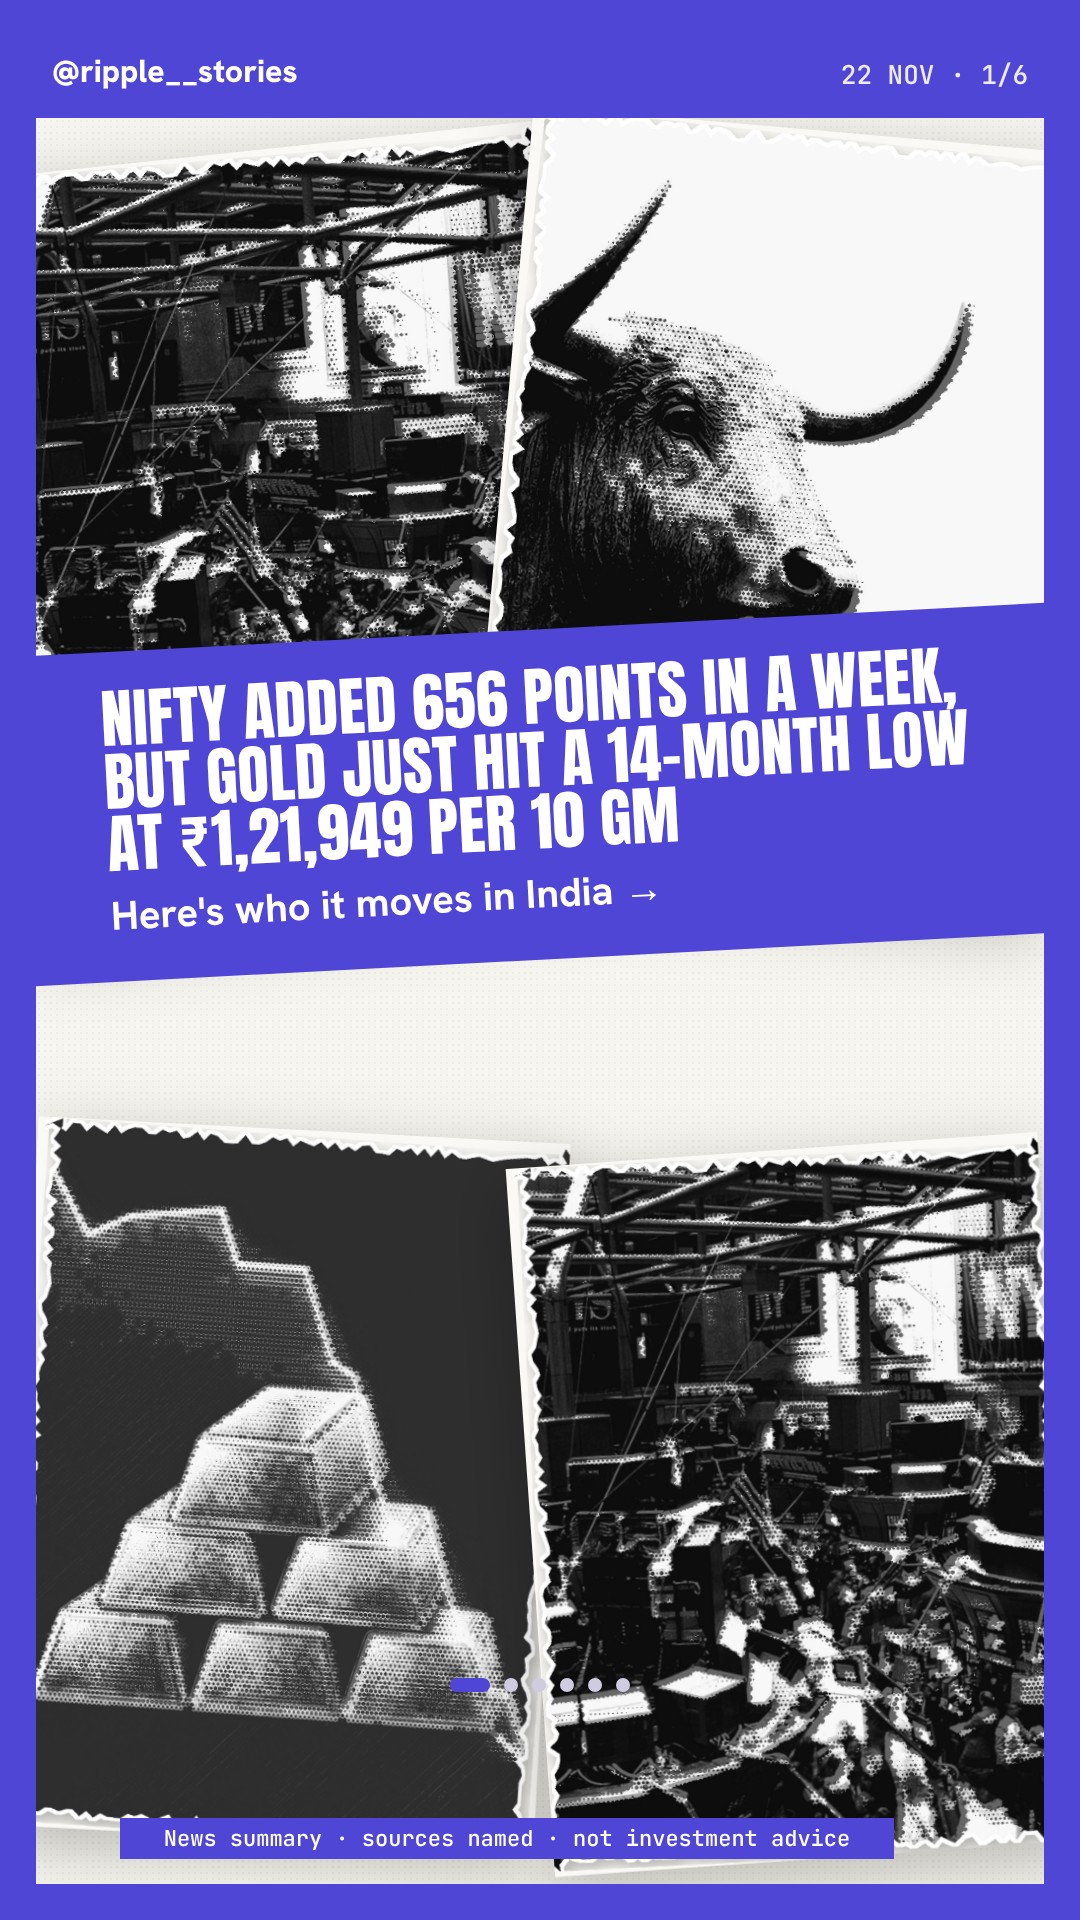 @ripple__stories
22 NOV · 1/6
NIFTY ADDED 656 POINTS IN A WEEK,
BUT GOLD JUST HIT A 14-MONTH LOW
AT ₹1,21,949 PER 10 GM
Here's who it moves in India →
News summary · sources named · not investment advice